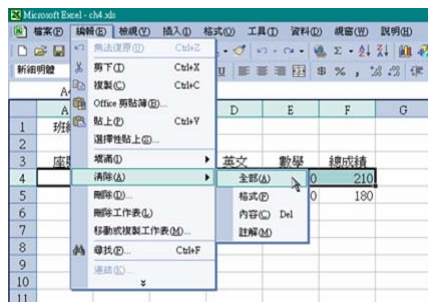 Microsoft Excel - ch4.xls
檔案(F) 編輯(E) 檢視(V) 插入(I) 格式(O) 工具(T) 資料(D) 視窗(W) 說明(H)
新細明體
無法復原(U) Ctrl+Z
剪下(T) Ctrl+X
複製(C) Ctrl+C
Office 剪貼簿(B)...
貼上(P) Ctrl+V
選擇性貼上(S)...
填滿(I)
清除(A)
刪除(D)...
刪除工作表(L)
移動或複製工作表(M)...
尋找(F)... Ctrl+F
連結(K)...
全部(A)
格式(F)
內容(C) Del
註解(M)
A D E F G
1
2
3 英文 數學 總成績
4 0 210
5 0 180
6
7
8
9
10
11